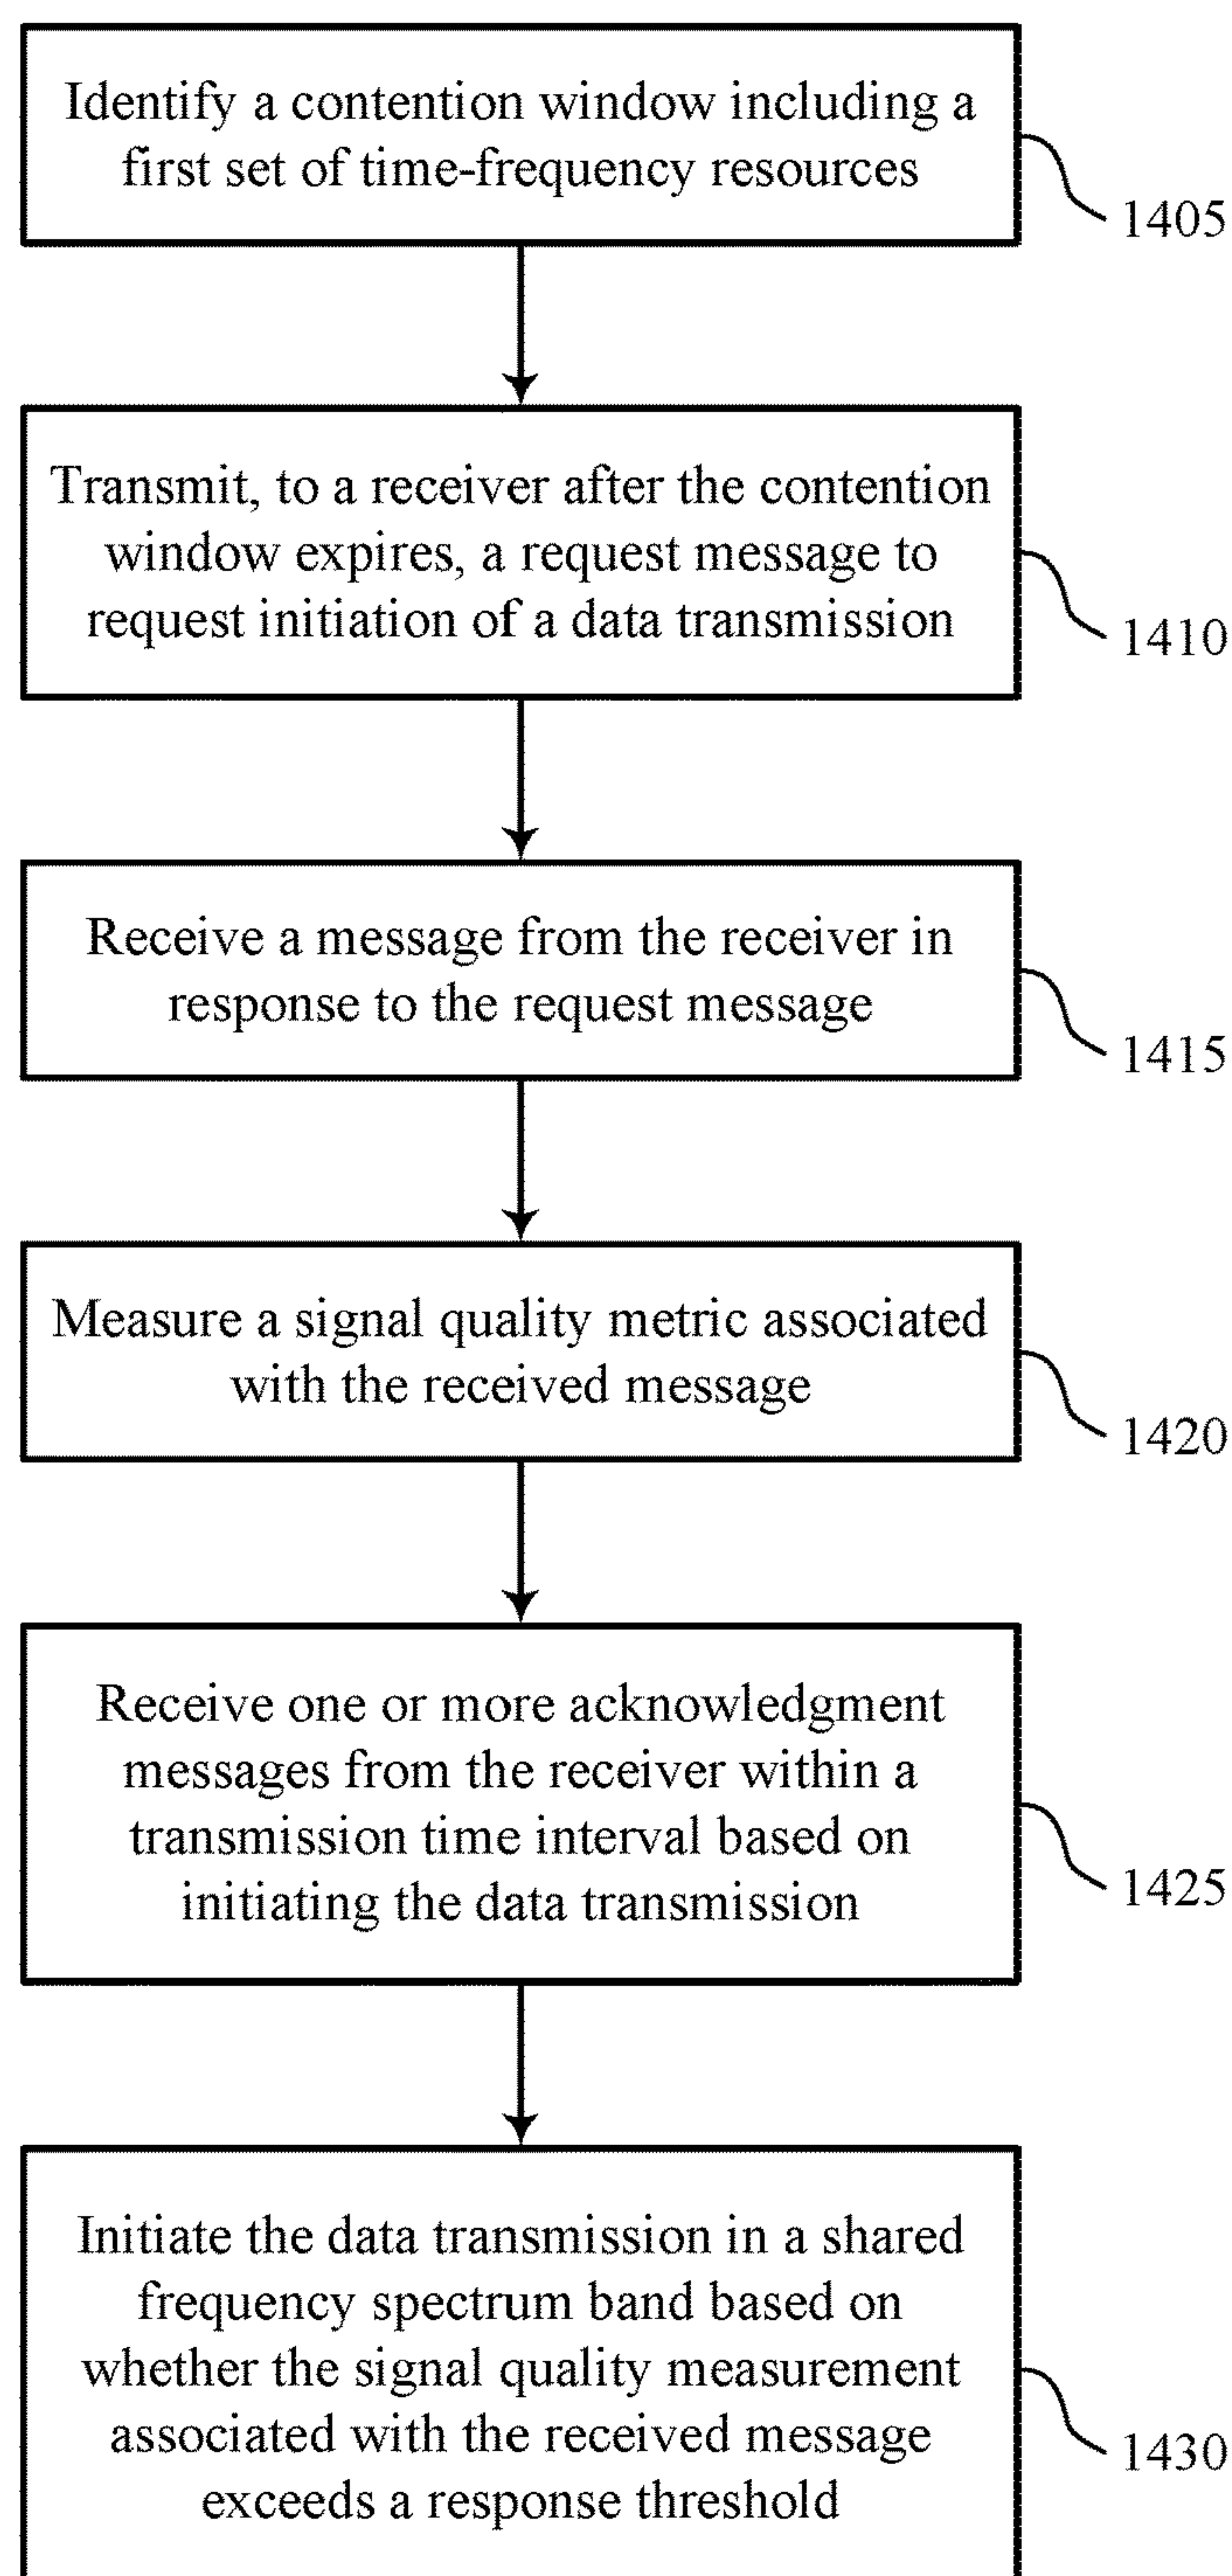 Identify a contention window including a
first set of time-frequency resources
1405
Transmit, to a receiver after the contention
window expires, a request message to
request initiation of a data transmission
1410
Receive a message from the receiver in
response to the request message
1415
Measure a signal quality metric associated
with the received message
1420
Receive one or more acknowledgment
messages from the receiver within a
transmission time interval based on
initiating the data transmission
1425
Initiate the data transmission in a shared
frequency spectrum band based on
whether the signal quality measurement
associated with the received message
exceeds a response threshold
1430